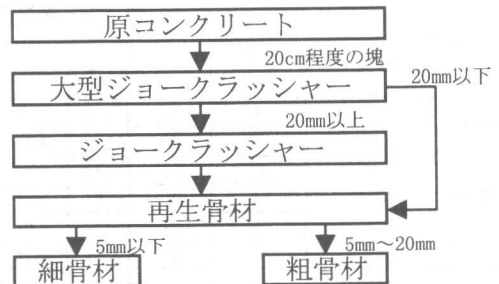 原コンクリート
20cm程度の塊
大型ジョークラッシャー
20mm以下
20mm以上
ジョークラッシャー
再生骨材
5mm以下
5mm～20mm
細骨材
粗骨材